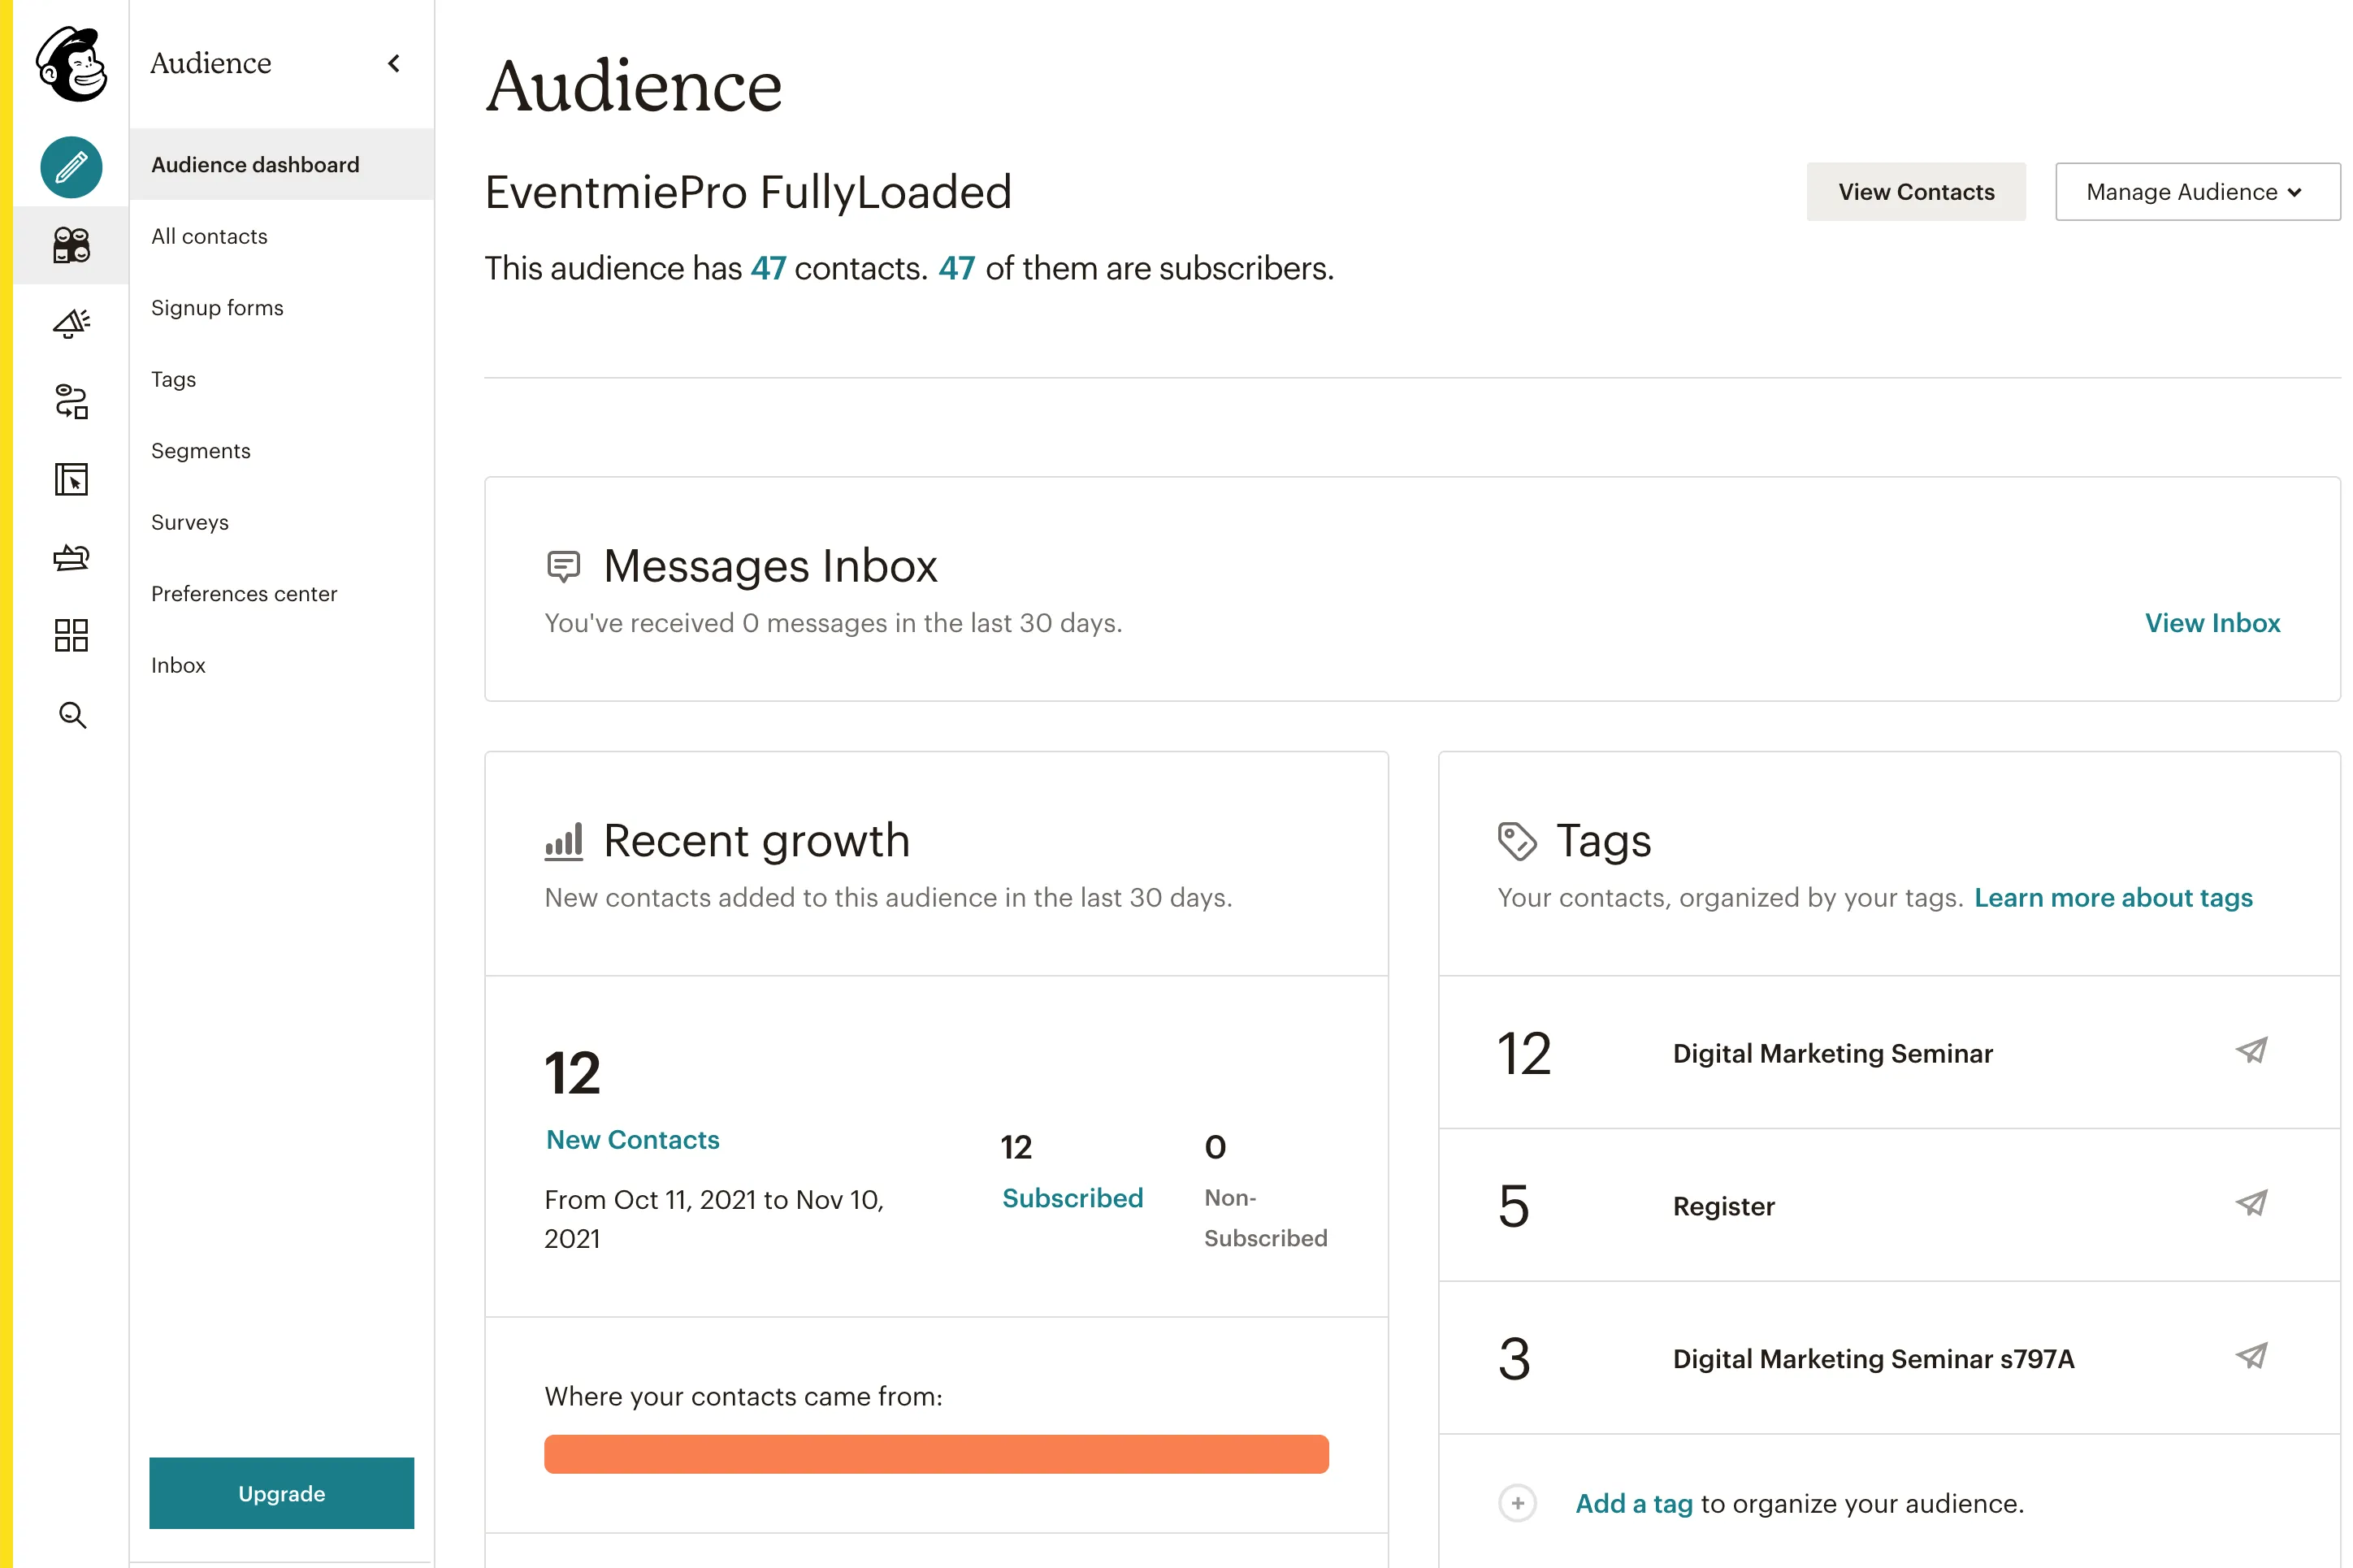 Audience
Audience dashboard
All contacts
Signup forms
Tags
Segments
Surveys
Preferences center
Inbox
Upgrade
Audience
EventmiePro FullyLoaded
View Contacts
Manage Audience
This audience has 47 contacts. 47 of them are subscribers.
Messages Inbox
You've received 0 messages in the last 30 days.
View Inbox
Recent growth
New contacts added to this audience in the last 30 days.
12
New Contacts
From Oct 11, 2021 to Nov 10,
2021
12
Subscribed
0
Non-
Subscribed
Where your contacts came from:
Tags
Your contacts, organized by your tags. Learn more about tags
12 Digital Marketing Seminar
5 Register
3 Digital Marketing Seminar s797A
Add a tag to organize your audience.